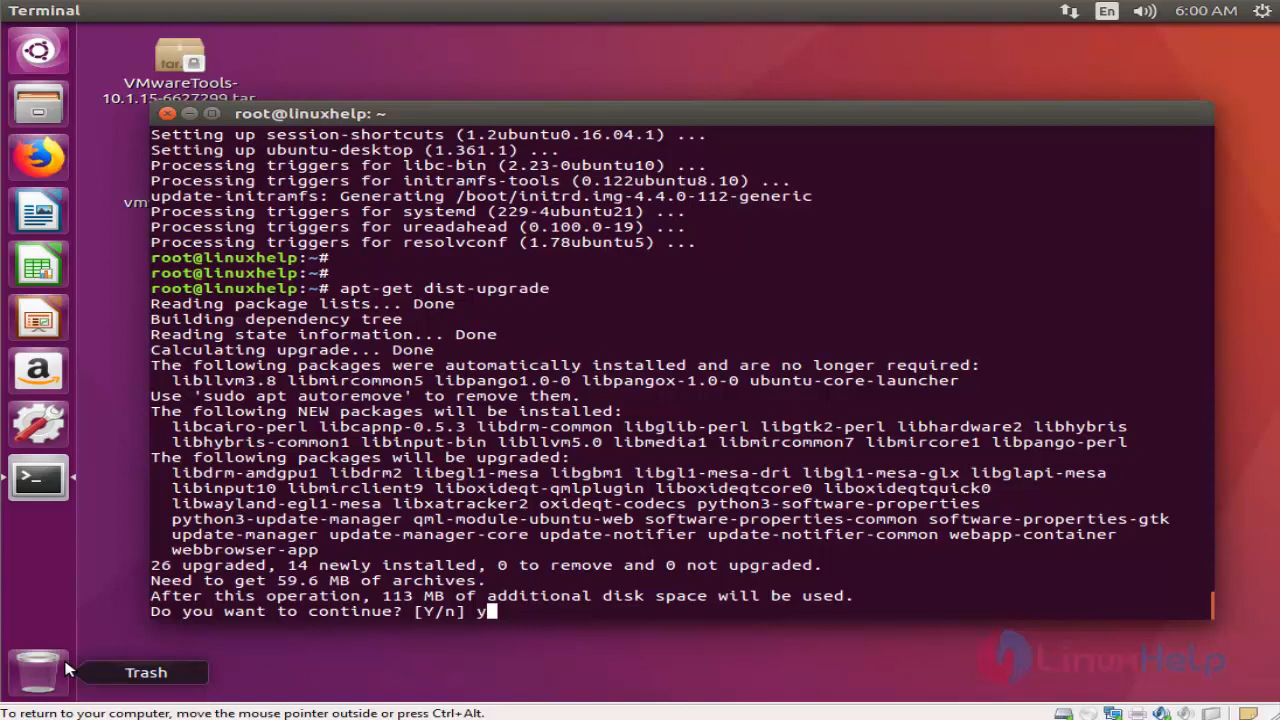 Terminal
En
6:00 AM
VMwareTools-
10.1.15-6627299.tar
root@linuxhelp: ~
Setting up session-shortcuts (1.2ubuntu0.16.04.1) ...
Setting up ubuntu-desktop (1.361.1) ...
Processing triggers for libc-bin (2.23-0ubuntu10) ...
Processing triggers for initramfs-tools (0.122ubuntu8.10) ...
update-initramfs: Generating /boot/initrd.img-4.4.0-112-generic
Processing triggers for systemd (229-4ubuntu21) ...
Processing triggers for ureadahead (0.100.0-19) ...
Processing triggers for resolvconf (1.78ubuntu5) ...
root@linuxhelp:~#
root@linuxhelp:~#
root@linuxhelp:~# apt-get dist-upgrade
Reading package lists... Done
Building dependency tree
Reading state information... Done
Calculating upgrade... Done
The following packages were automatically installed and are no longer required:
libllvm3.8 libmircommon5 libpango1.0-0 libpangox-1.0-0 ubuntu-core-launcher
Use 'sudo apt autoremove' to remove them.
The following NEW packages will be installed:
libcairo-perl libcapnp-0.5.3 libdrm-common libglib-perl libgtk2-perl libhardware2 libhybris
libhybris-common1 libinput-bin libllvm5.0 libmedia1 libmircommon7 libmircore1 libpango-perl
The following packages will be upgraded:
libdrm-amdgpu1 libdrm2 libegl1-mesa libgbm1 libgl1-mesa-dri libgl1-mesa-glx libglapi-mesa
libinput10 libmirclient9 liboxideqt-qmlplugin liboxideqtcore0 liboxideqtquick0
libwayland-egl1-mesa libxatracker2 oxideqt-codecs python3-software-properties
python3-update-manager qml-module-ubuntu-web software-properties-common software-properties-gtk
update-manager update-manager-core update-notifier update-notifier-common webapp-container
webbrowser-app
26 upgraded, 14 newly installed, 0 to remove and 0 not upgraded.
Need to get 59.6 MB of archives.
After this operation, 113 MB of additional disk space will be used.
Do you want to continue? [Y/n] y
Trash
LinuxHelp
To return to your computer, move the mouse pointer outside or press Ctrl+Alt.